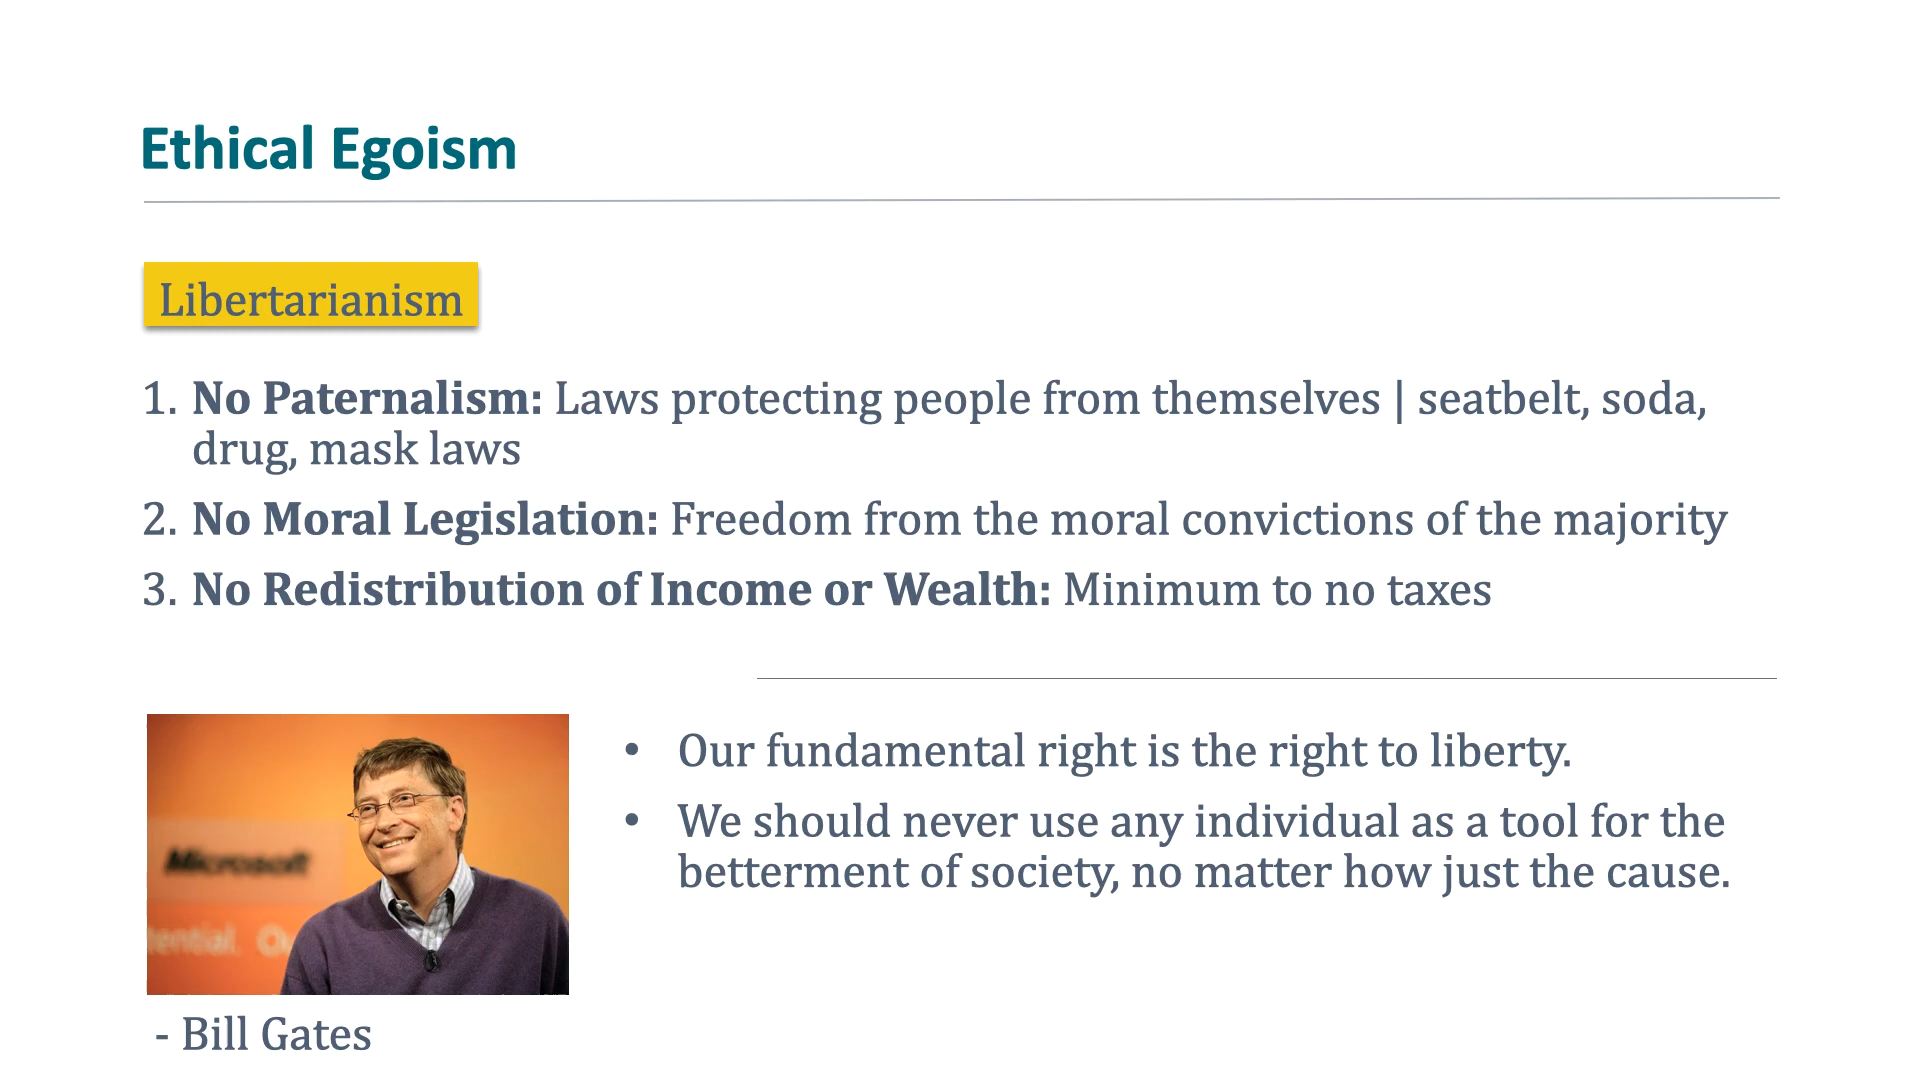 Ethical Egoism
Libertarianism
1. No Paternalism: Laws protecting people from themselves | seatbelt, soda,
drug, mask laws
2. No Moral Legislation: Freedom from the moral convictions of the majority
3. No Redistribution of Income or Wealth: Minimum to no taxes
• Our fundamental right is the right to liberty.
• We should never use any individual as a tool for the
betterment of society, no matter how just the cause.
Microsoft
- Bill Gates